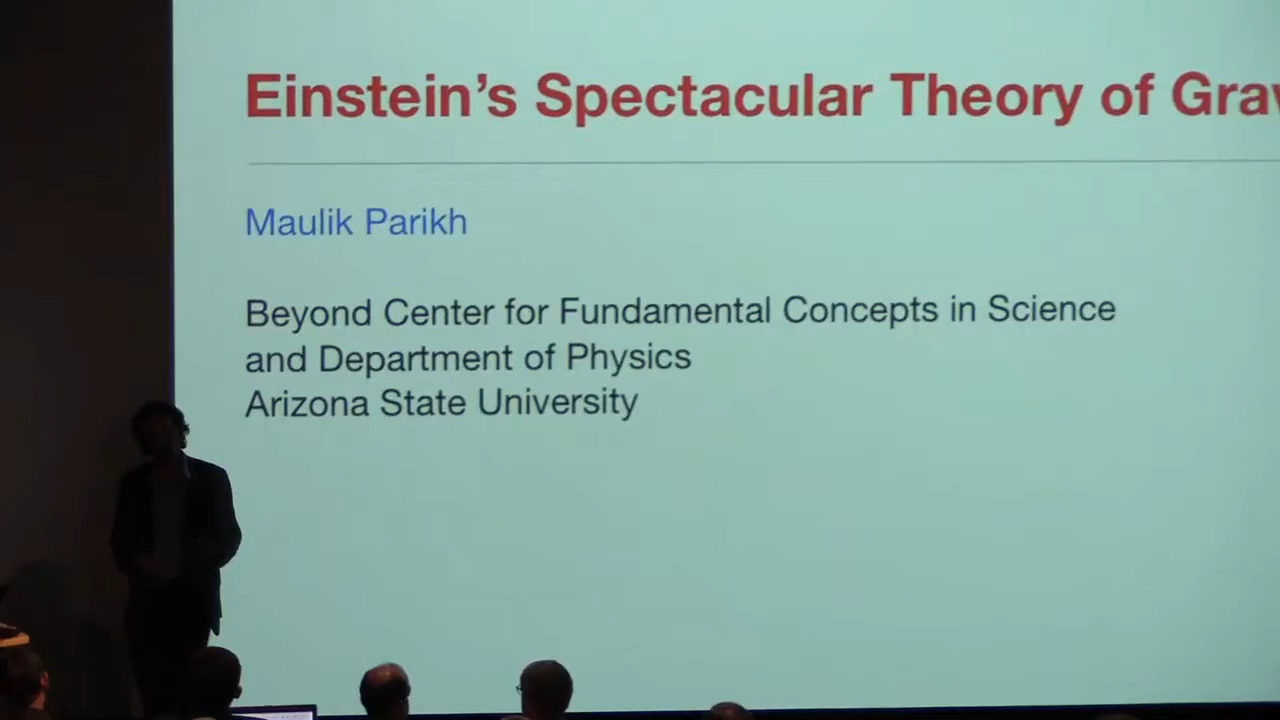 Einstein's Spectacular Theory of Gra
Maulik Parikh
Beyond Center for Fundamental Concepts in Science
and Department of Physics
Arizona State University